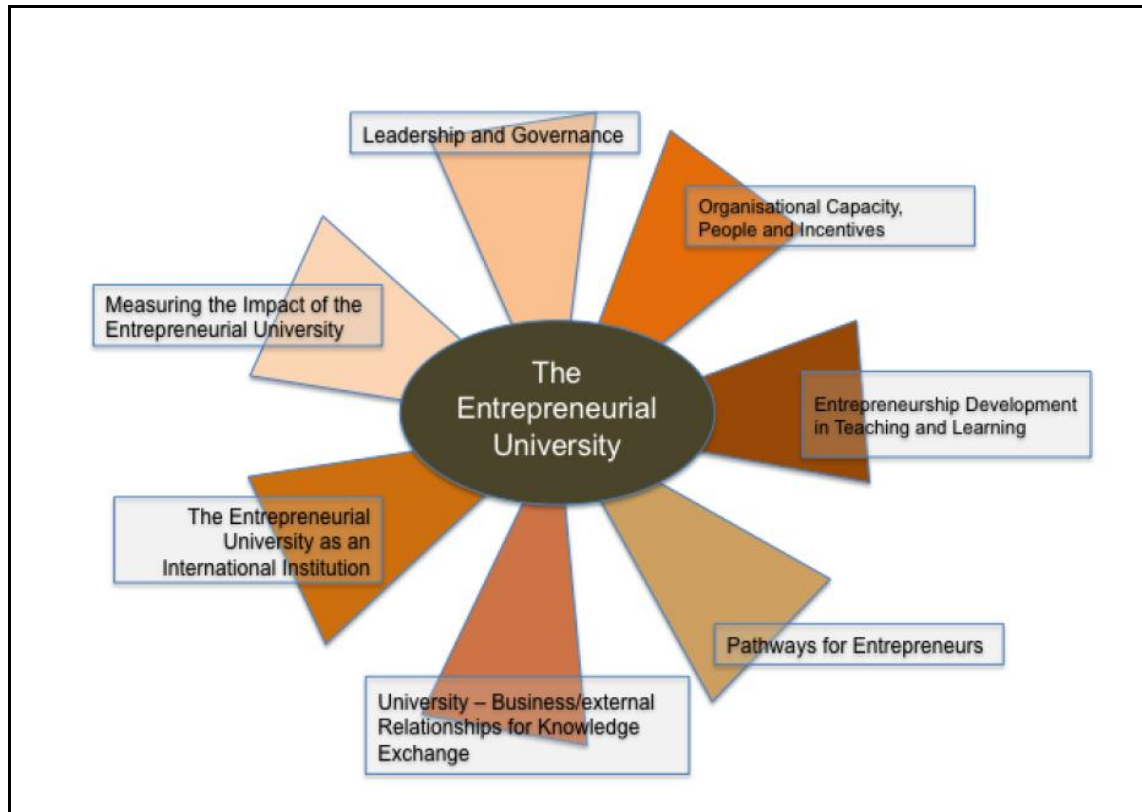 Leadership and Governance
Organisational Capacity,
People and Incentives
Measuring the Impact of the
Entrepreneurial University
The
Entrepreneurial
University
Entrepreneurship Development
in Teaching and Learning
The Entrepreneurial
University as an
International Institution
Pathways for Entrepreneurs
University – Business/external
Relationships for Knowledge
Exchange